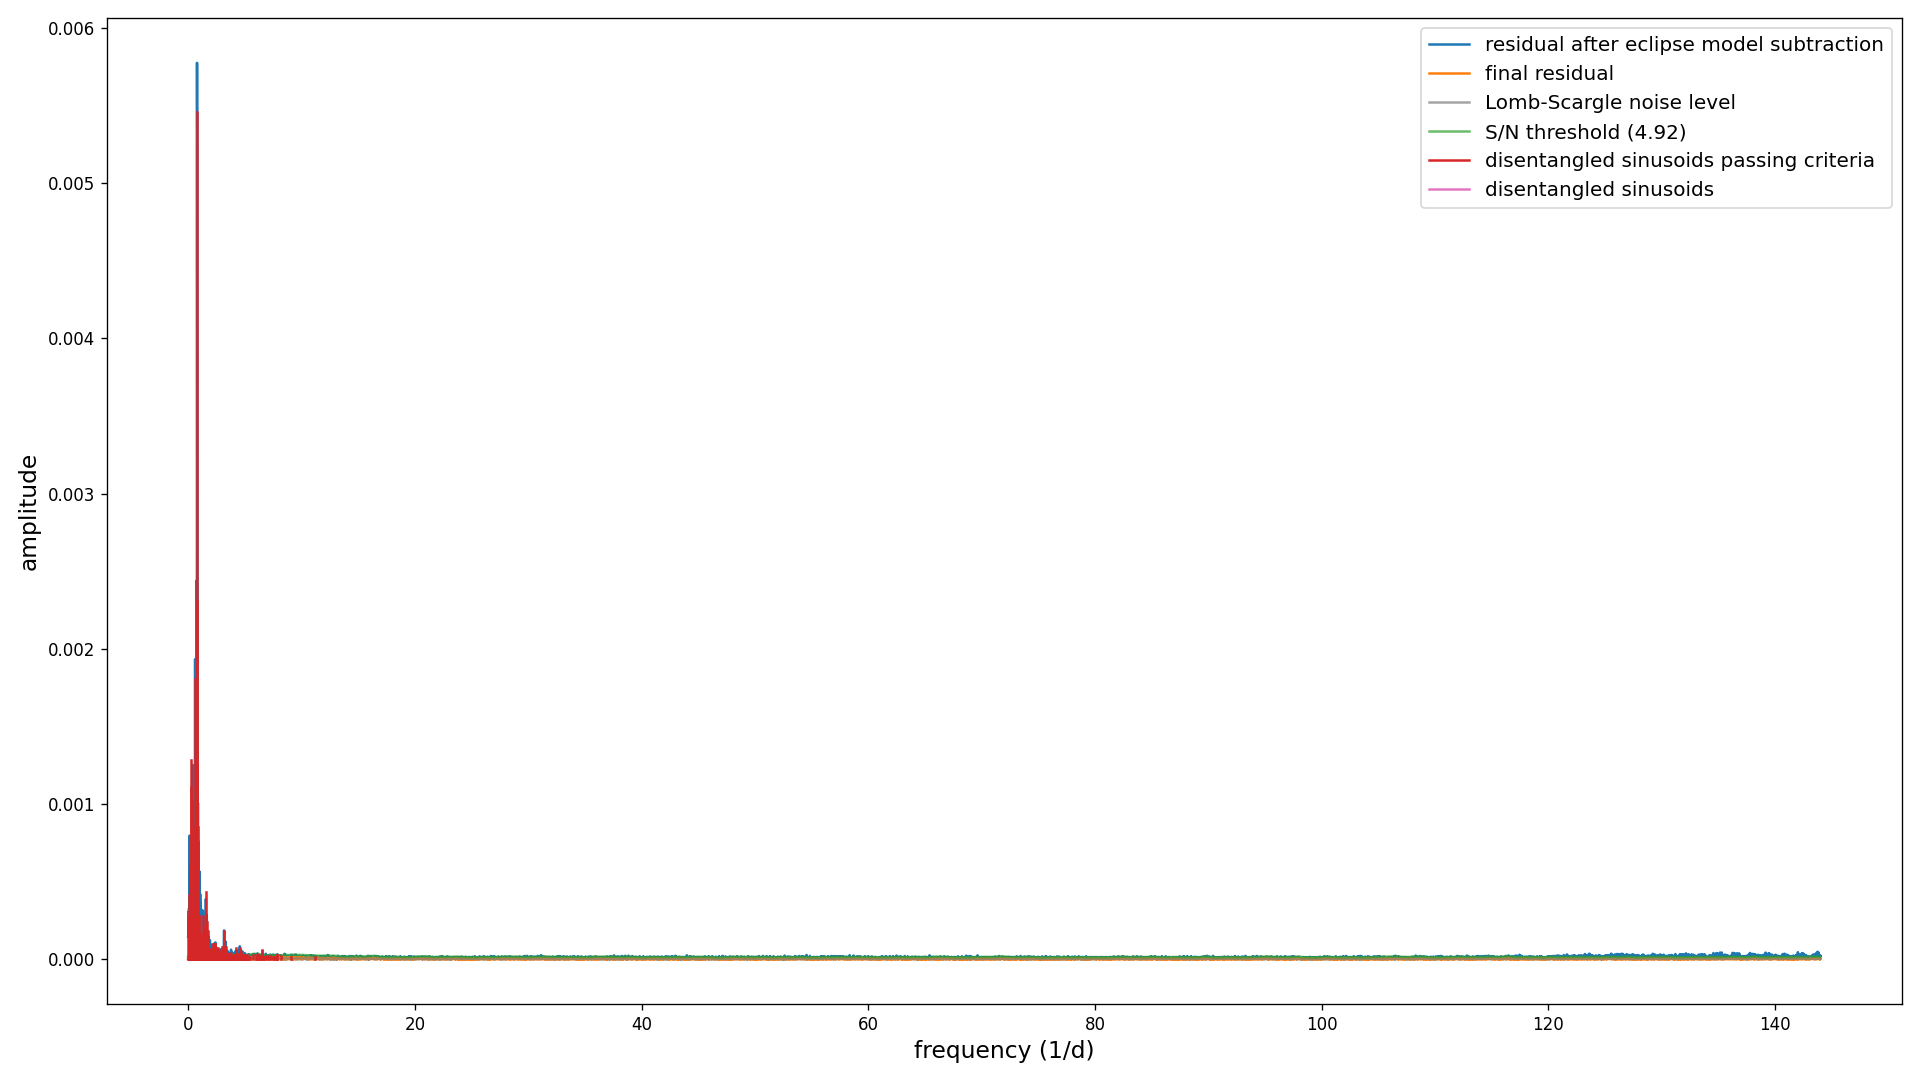 0.006
0.005
0.004
0.003
0.002
0.001
0.000
amplitude
0
20
40
60
80
100
120
140
frequency (1/d)
residual after eclipse model subtraction
final residual
Lomb-Scargle noise level
S/N threshold (4.92)
disentangled sinusoids passing criteria
disentangled sinusoids